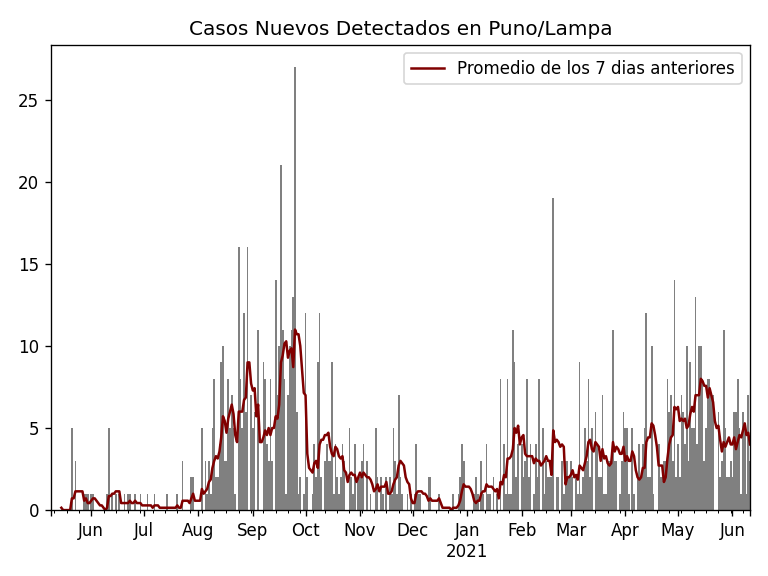 Casos Nuevos Detectados en Puno/Lampa
Promedio de los 7 dias anteriores
25
20
15
10
5
0
Jun Jul Aug Sep Oct Nov Dec Jan Feb Mar Apr May Jun
2021